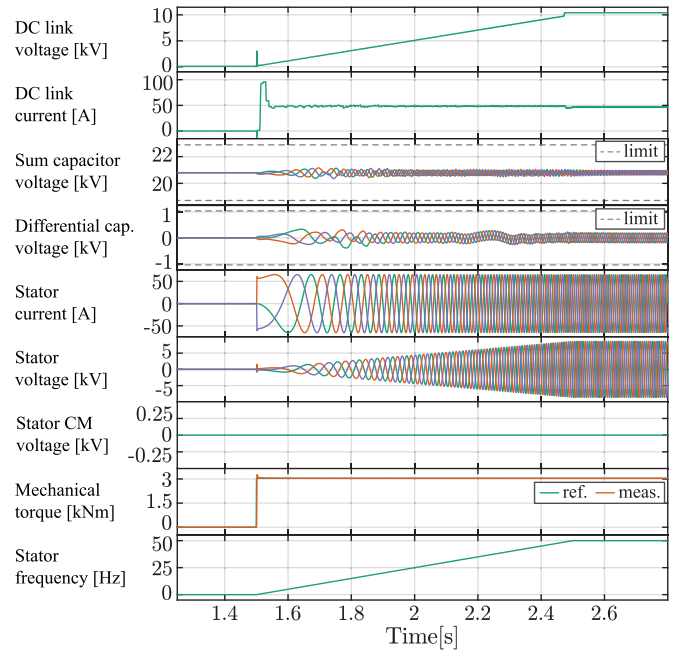 DC link
voltage [kV]
10
5
0
DC link
current [A]
100
50
0
Sum capacitor
voltage [kV]
22
20
limit
Differential cap.
voltage [kV]
1
0
-1
limit
Stator
current [A]
50
0
-50
Stator
voltage [kV]
5
0
-5
Stator CM
voltage [kV]
0.25
0
-0.25
Mechanical
torque [kNm]
3
1.5
0
ref. meas.
Stator
frequency [Hz]
50
25
0
1.4 1.6 1.8 2 2.2 2.4 2.6
Time[s]